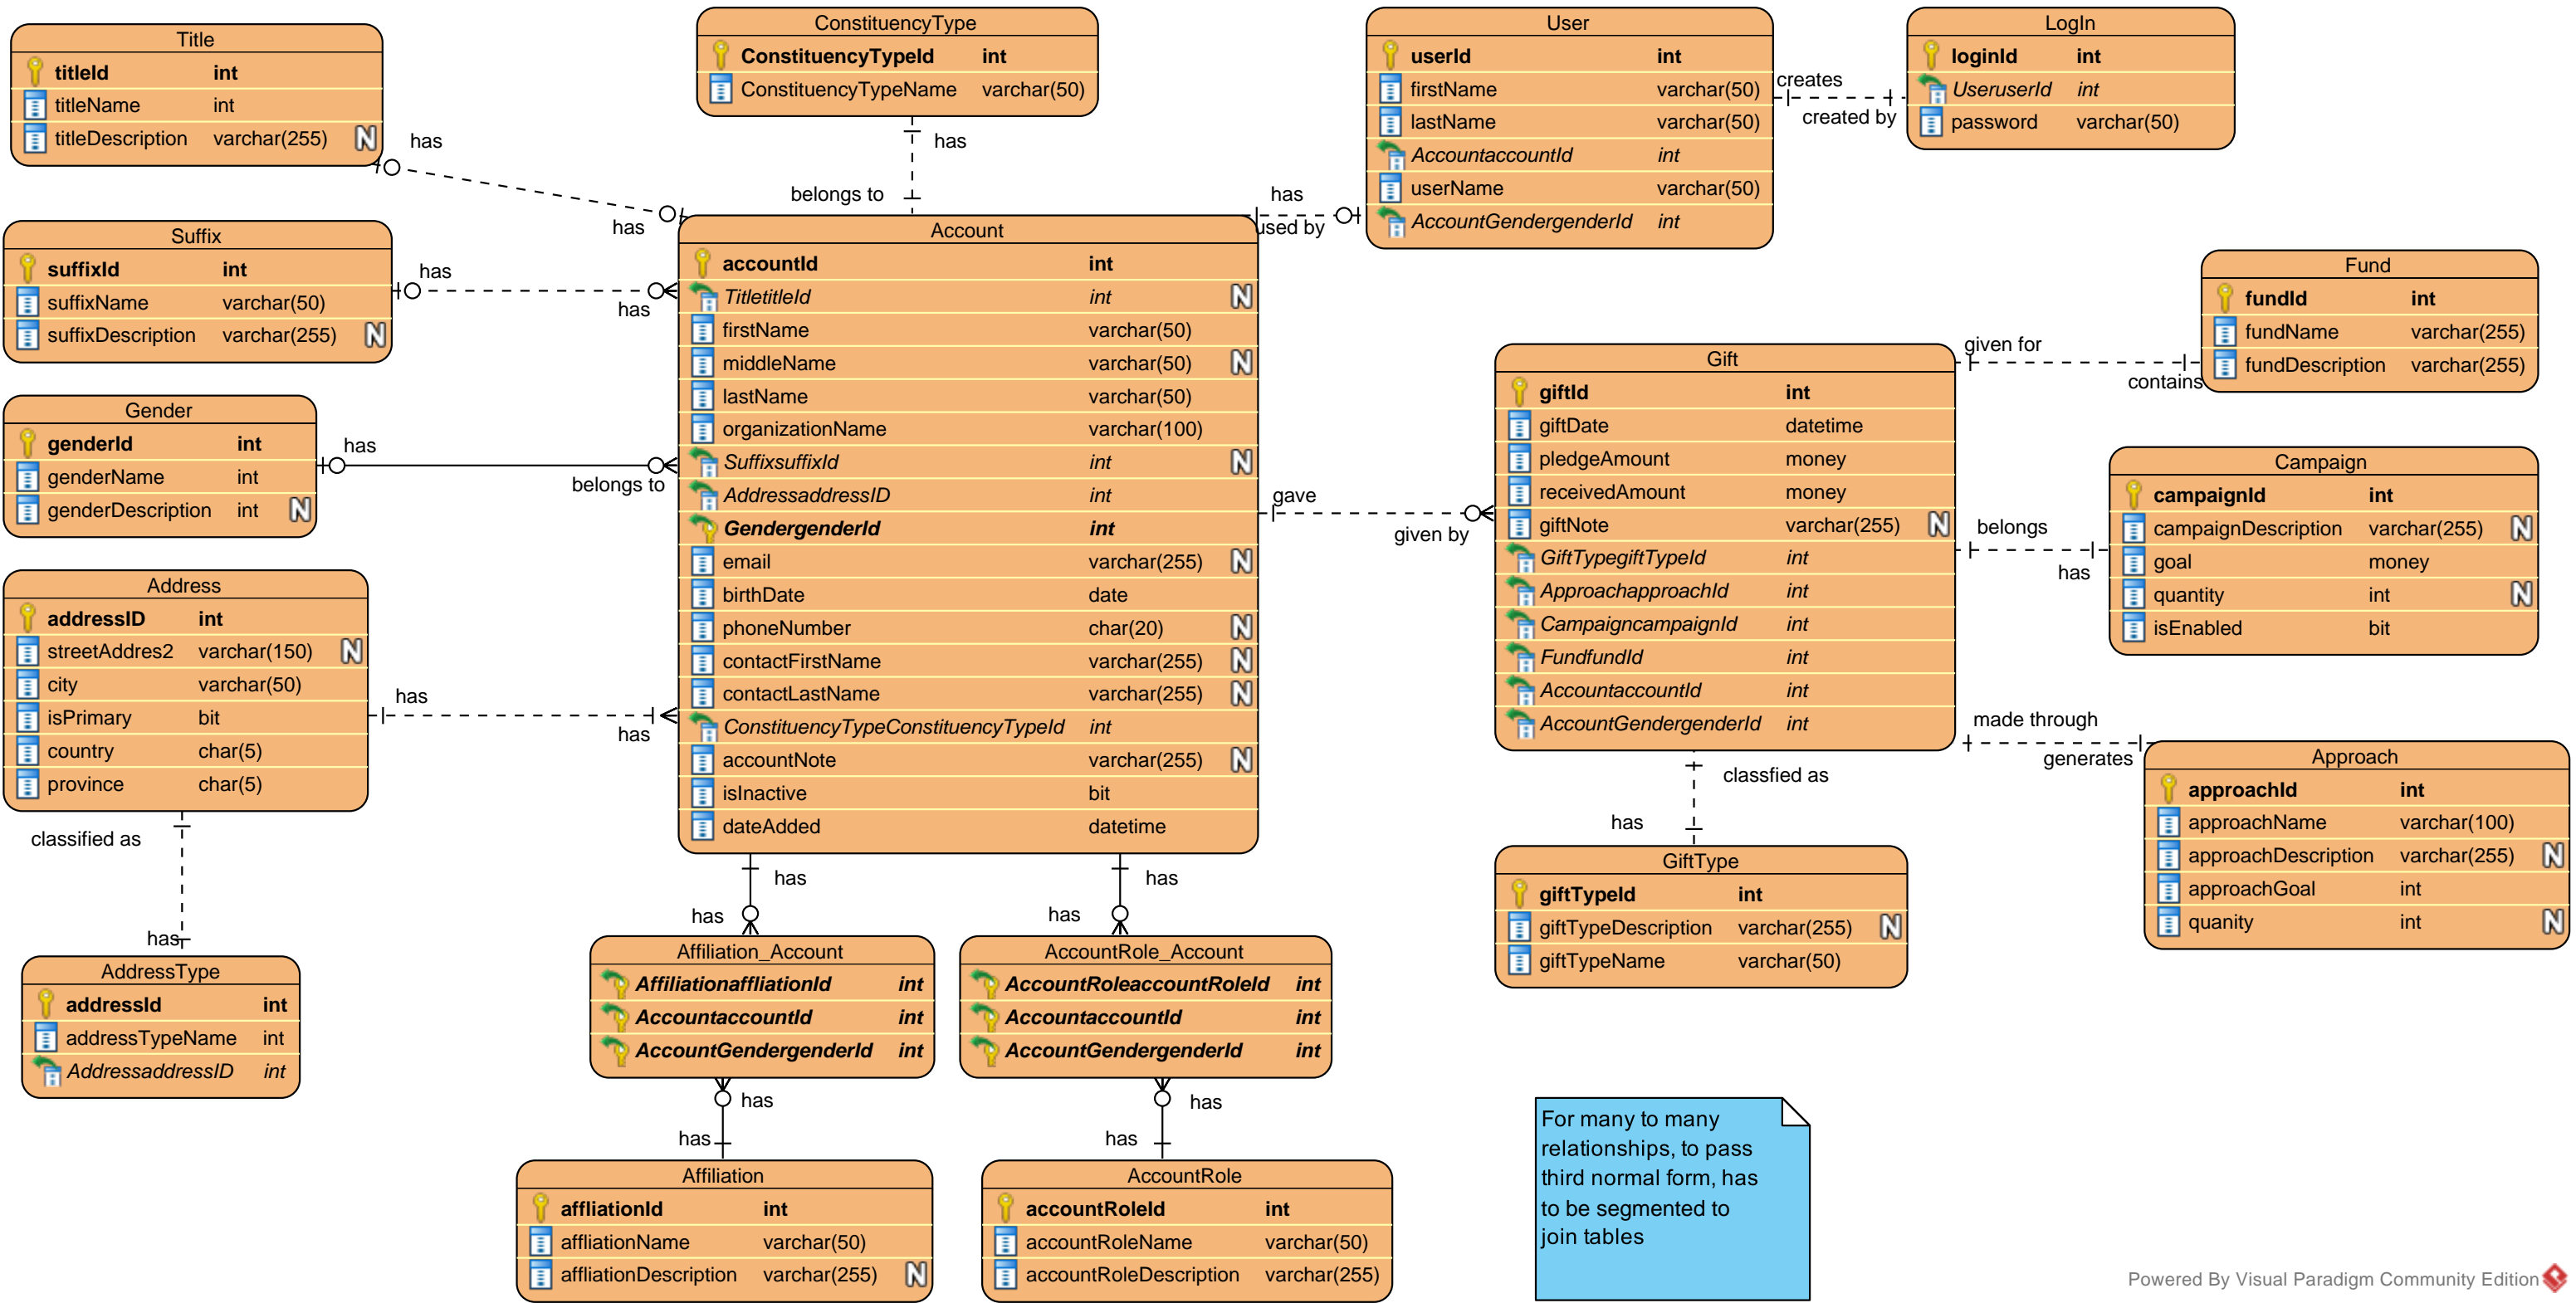 Title
titleId int
titleName int
titleDescription varchar(255) N
has
has
ConstituencyType
ConstituencyTypeId int
ConstituencyTypeName varchar(50)
has
belongs to
User
userId int
firstName varchar(50)
lastName varchar(50)
AccountaccountId int
userName varchar(50)
AccountGendergenderId int
creates
created by
LogIn
loginId int
UseruserId int
password varchar(50)
has
used by
Suffix
suffixId int
suffixName varchar(50)
suffixDescription varchar(255) N
has
has
Gender
genderId int
genderName int
genderDescription int N
has
belongs to
Address
addressID int
streetAddres2 varchar(150) N
city varchar(50)
isPrimary bit
country char(5)
province char(5)
has
has
classified as
has
AddressType
addressId int
addressTypeName int
AddressaddressID int
Account
accountId int
TitletitleId int N
firstName varchar(50)
middleName varchar(50) N
lastName varchar(50)
organizationName varchar(100)
SuffixsuffixId int N
AddressaddressID int
GendergenderId int
email varchar(255) N
birthDate date
phoneNumber char(20) N
contactFirstName varchar(255) N
contactLastName varchar(255) N
ConstituencyTypeConstituencyTypeId int
accountNote varchar(255) N
isInactive bit
dateAdded datetime
gave
given by
Gift
giftId int
giftDate datetime
pledgeAmount money
receivedAmount money
giftNote varchar(255) N
GiftTypegiftTypeId int
ApproachapproachId int
CampaigncampaignId int
FundfundId int
AccountaccountId int
AccountGendergenderId int
given for
contains
Fund
fundId int
fundName varchar(255)
fundDescription varchar(255)
belongs
has
Campaign
campaignId int
campaignDescription varchar(255) N
goal money
quantity int N
isEnabled bit
made through
generates
Approach
approachId int
approachName varchar(100)
approachDescription varchar(255) N
approachGoal int
quanity int N
classfied as
has
GiftType
giftTypeId int
giftTypeDescription varchar(255) N
giftTypeName varchar(50)
has
has
Affiliation_Account
AffiliationaffliationId int
AccountaccountId int
AccountGendergenderId int
has
has
Affiliation
affliationId int
affliationName varchar(50)
affliationDescription varchar(255) N
has
has
AccountRole_Account
AccountRoleaccountRoleId int
AccountaccountId int
AccountGendergenderId int
has
has
AccountRole
accountRoleId int
accountRoleName varchar(50)
accountRoleDescription varchar(255)
For many to many
relationships, to pass
third normal form, has
to be segmented to
join tables
Powered By Visual Paradigm Community Edition